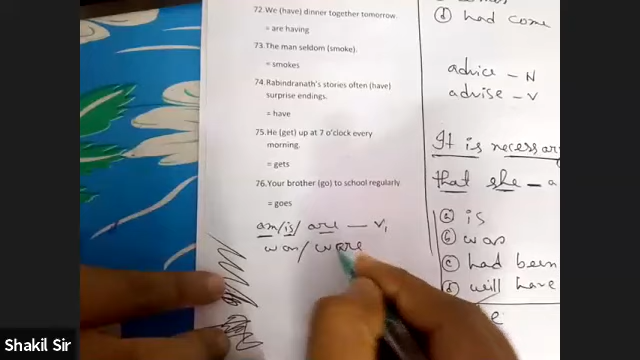 72.We (have) dinner together tomorrow.
= are having
73.The man seldom (smoke).
= smokes
74.Rabindranath's stories often (have)
surprise endings.
= have
75.He (get) up at 7 o'clock every
morning.
= gets
76.Your brother (go) to school regularly
= goes
am/is/ are — V1
was/ ware
ⓓ had come
advice – N
advise – V
It is necessary
that she – a
ⓐ is
ⓑ was
ⓒ had been
ⓓ will have
Shakil Sir